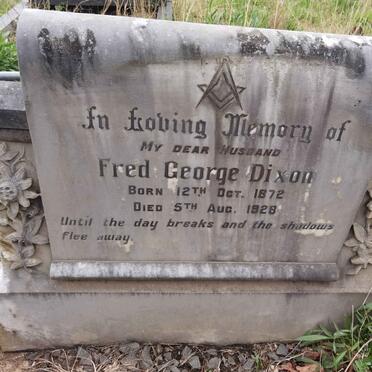 In Loving Memory of
MY DEAR HUSBAND
Fred George Dixon
BORN 12TH OCT. 1872
DIED 5TH AUG. 1928
Until the day breaks and the shadows
flee away.